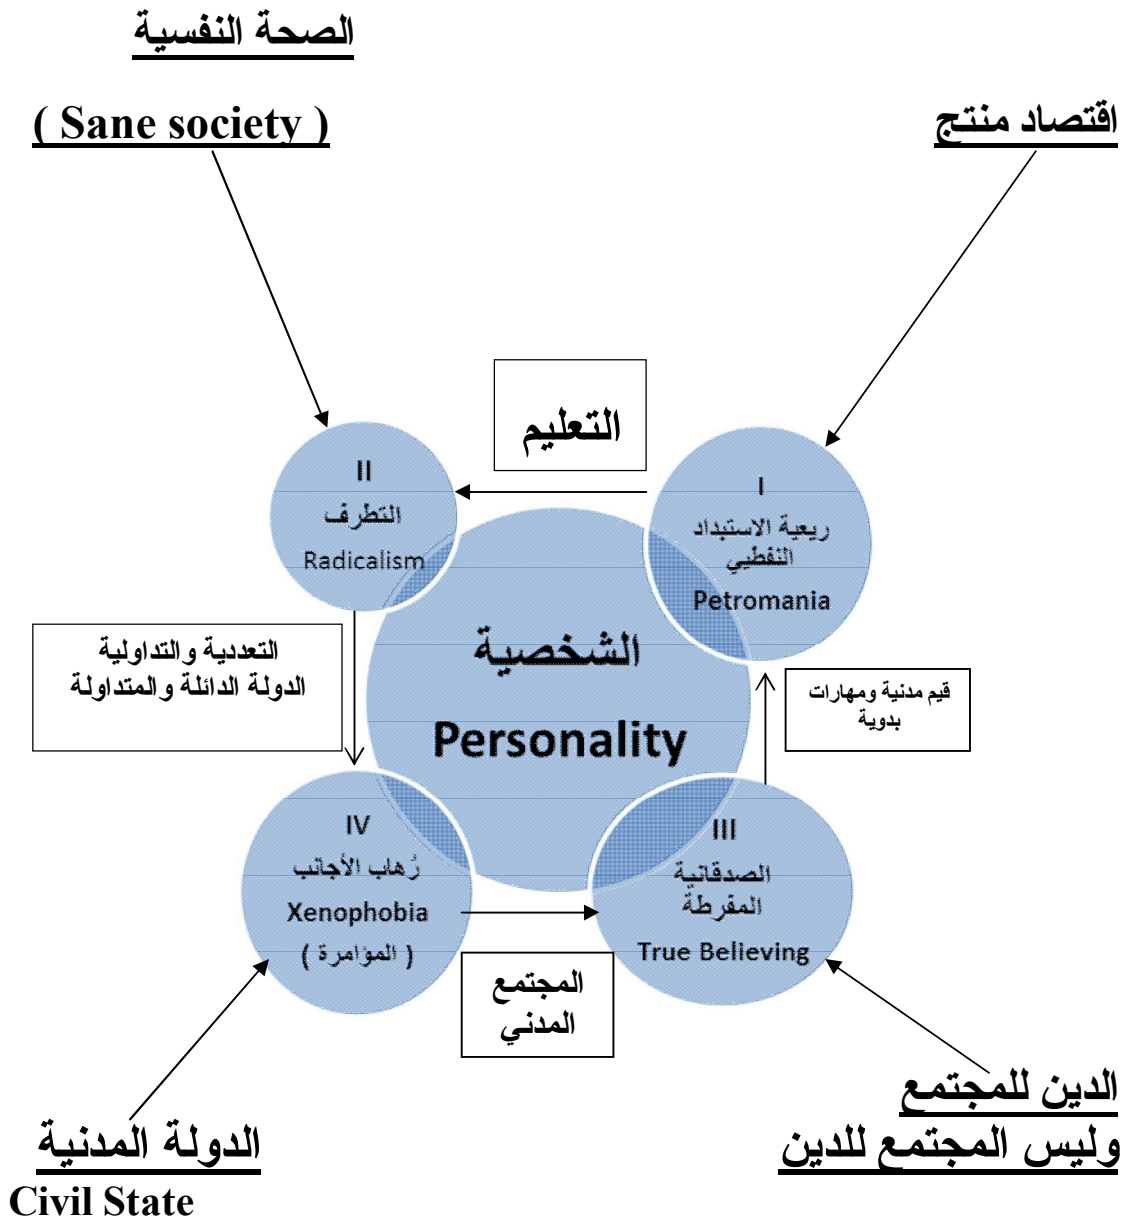 الصحة النفسية
( Sane society )
اقتصاد منتج
التعليم
II
التطرف
Radicalism
I
ريعية الاستبداد
النفطيي
Petromania
الشخصية
Personality
التعددية والتداولية
الدولة الدائلة والمتداولة
قيم مدنية ومهارات
بدوية
IV
رُهاب الأجانب
Xenophobia
( المؤامرة )
III
الصدقانية
المفرطة
True Believing
المجتمع
المدني
الدين للمجتمع
وليس المجتمع للدين
الدولة المدنية
Civil State